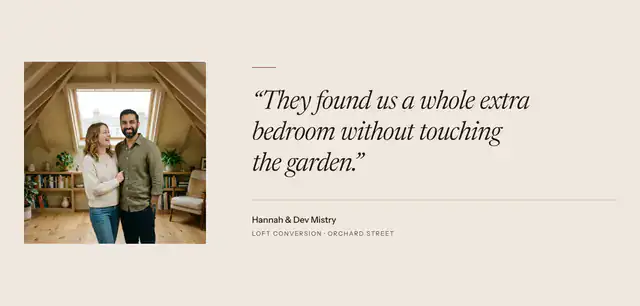 “They found us a whole extra
bedroom without touching
the garden.”
Hannah & Dev Mistry
LOFT CONVERSION · ORCHARD STREET